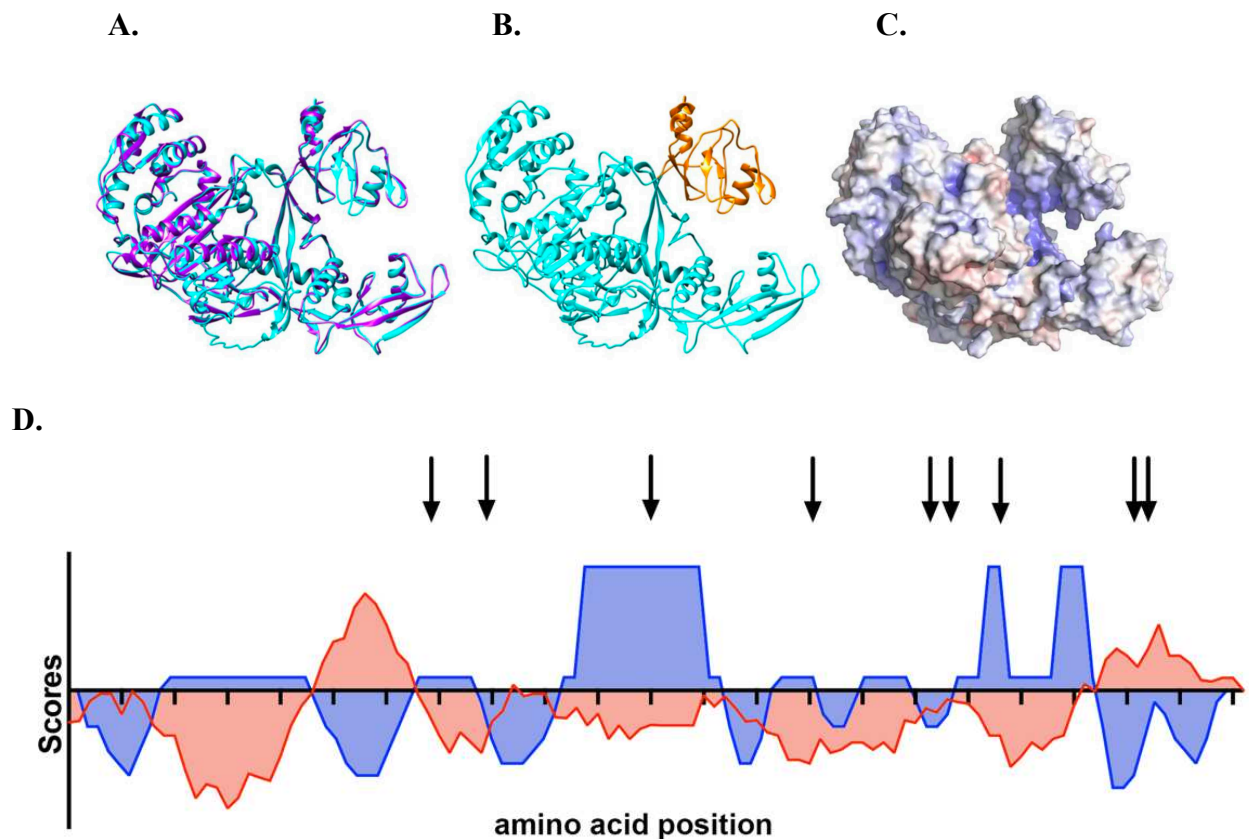 A. B. C.
D.
Scores
amino acid position